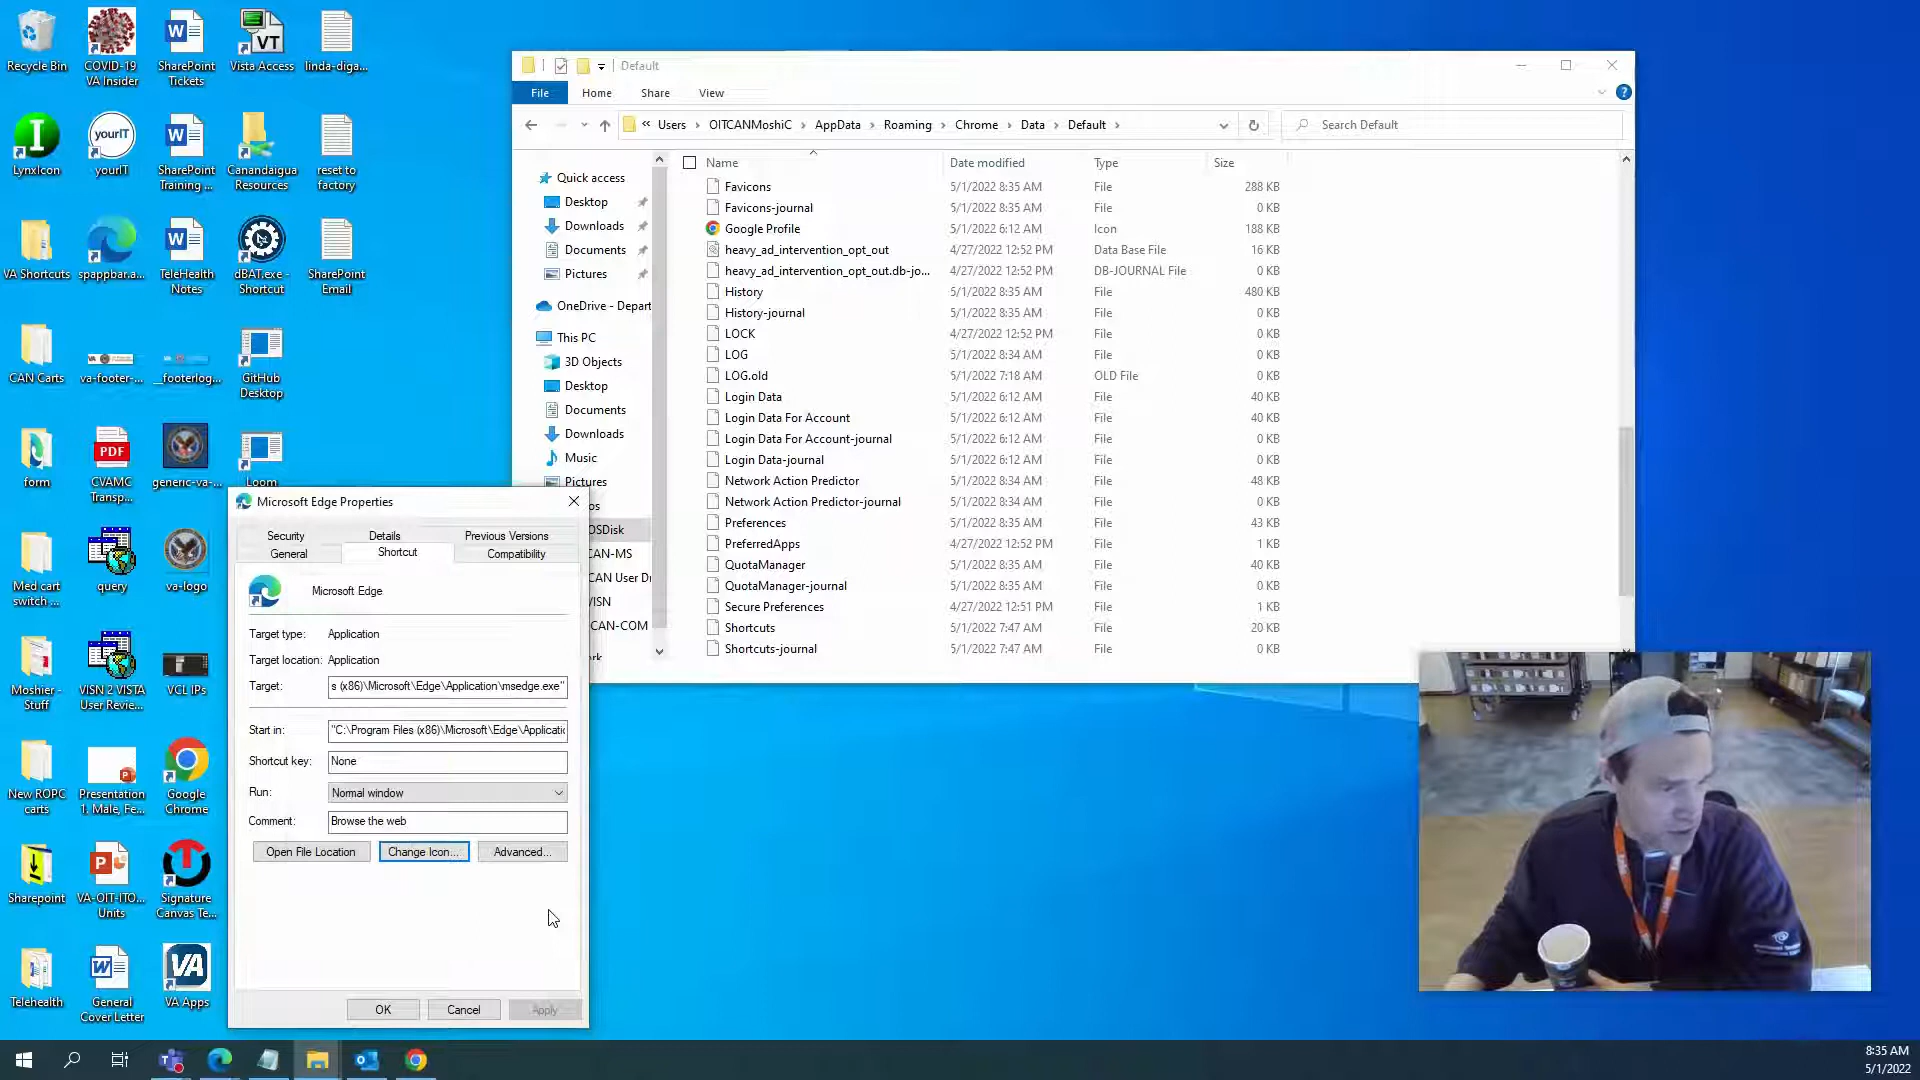 Recycle Bin
COVID-19
VA Insider
SharePoint
Tickets
VT
Vista Access
linda-diga...
LynxIcon
yourIT
yourIT
SharePoint
Training ...
Canandaigua
Resources
reset to
factory
VA Shortcuts
spappbar.a...
TeleHealth
Notes
dBAT.exe -
Shortcut
SharePoint
Email
CAN Carts
va-footer-...
__footerlog...
GitHub
Desktop
form
PDF
CVAMC
Transp...
generic-va-...
Loom
Med cart
switch ...
query
va-logo
Moshier -
Stuff
VISN 2 VISTA
User Revie...
VCL IPs
New ROPC
carts
Presentation
1. Male, Fe...
Google
Chrome
Sharepoint
VA-OIT-ITO...
Units
Signature
Canvas Te...
Telehealth
General
Cover Letter
VA
VA Apps
Default
File
Home
Share
View
« Users > OITCANMoshiC > AppData > Roaming > Chrome > Data > Default >
Search Default
Name
Date modified
Type
Size
Quick access
Desktop
Downloads
Documents
Pictures
OneDrive - Depart
This PC
3D Objects
Desktop
Documents
Downloads
Music
Pictures
os
OSDisk
CAN-MS
CAN User Dr
VISN
CAN-COM
Favicons 5/1/2022 8:35 AM File 288 KB
Favicons-journal 5/1/2022 8:35 AM File 0 KB
Google Profile 5/1/2022 6:12 AM Icon 188 KB
heavy_ad_intervention_opt_out 4/27/2022 12:52 PM Data Base File 16 KB
heavy_ad_intervention_opt_out.db-jo... 4/27/2022 12:52 PM DB-JOURNAL File 0 KB
History 5/1/2022 8:35 AM File 480 KB
History-journal 5/1/2022 8:35 AM File 0 KB
LOCK 4/27/2022 12:52 PM File 0 KB
LOG 5/1/2022 8:34 AM File 0 KB
LOG.old 5/1/2022 7:18 AM OLD File 0 KB
Login Data 5/1/2022 6:12 AM File 40 KB
Login Data For Account 5/1/2022 6:12 AM File 40 KB
Login Data For Account-journal 5/1/2022 6:12 AM File 0 KB
Login Data-journal 5/1/2022 6:12 AM File 0 KB
Network Action Predictor 5/1/2022 8:34 AM File 48 KB
Network Action Predictor-journal 5/1/2022 8:34 AM File 0 KB
Preferences 5/1/2022 8:35 AM File 43 KB
PreferredApps 4/27/2022 12:52 PM File 1 KB
QuotaManager 5/1/2022 8:35 AM File 40 KB
QuotaManager-journal 5/1/2022 8:35 AM File 0 KB
Secure Preferences 4/27/2022 12:51 PM File 1 KB
Shortcuts 5/1/2022 7:47 AM File 20 KB
Shortcuts-journal 5/1/2022 7:47 AM File 0 KB
Microsoft Edge Properties
Security
Details
Previous Versions
General
Shortcut
Compatibility
Microsoft Edge
Target type: Application
Target location: Application
Target: s (x86)\Microsoft\Edge\Application\msedge.exe"
Start in: "C:\Program Files (x86)\Microsoft\Edge\Applicatic
Shortcut key: None
Run: Normal window
Comment: Browse the web
Open File Location
Change Icon...
Advanced...
OK
Cancel
Apply
8:35 AM
5/1/2022